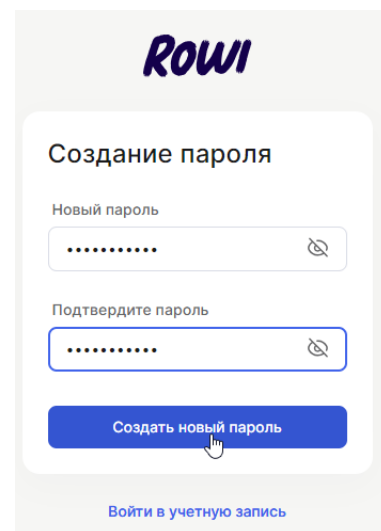 Rowi
Создание пароля
Новый пароль
•••••••••••
Подтвердите пароль
•••••••••••
Создать новый пароль
Войти в учетную запись